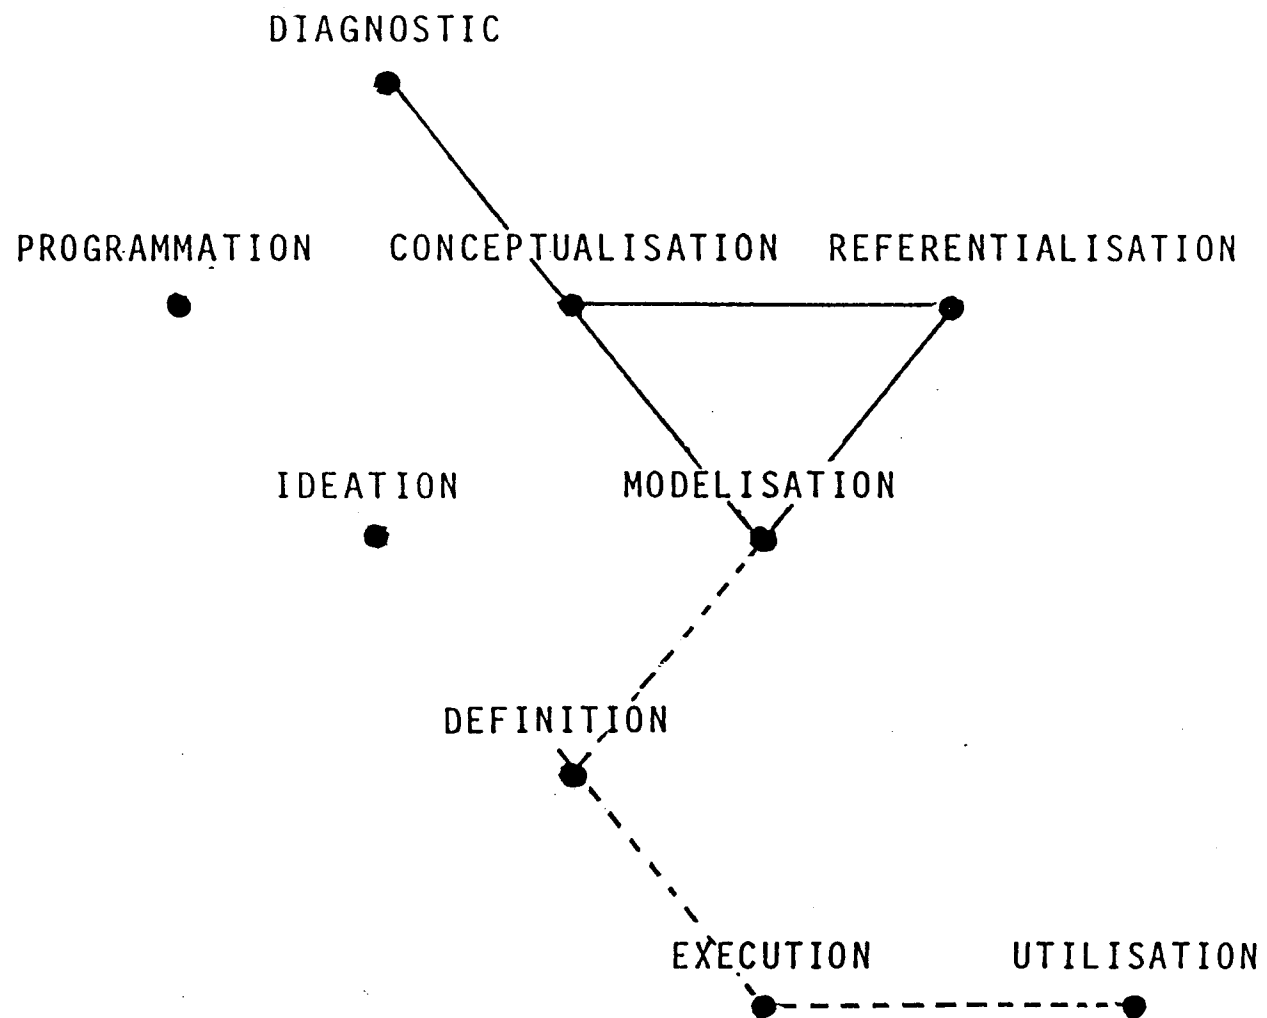 DIAGNOSTIC
PROGRAMMATION CONCEPTUALISATION REFERENTIALISATION
IDEATION MODELISATION
DEFINITION
EXECUTION UTILISATION